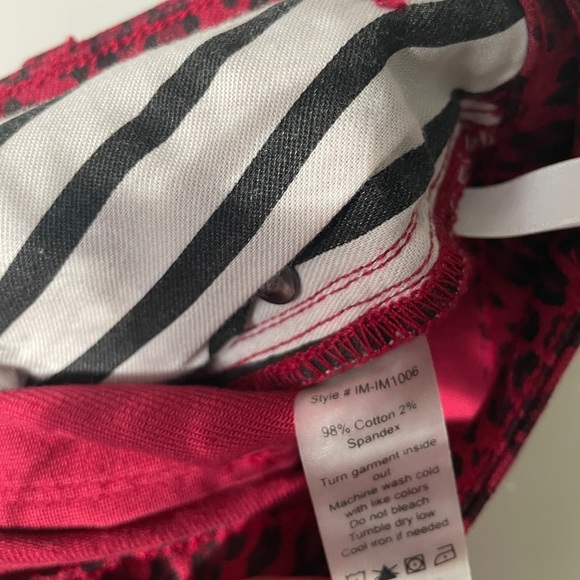 Style # IM-IM1006
98% Cotton 2%
Spandex
Turn garment inside
out
Machine wash cold
with like colors
Do not bleach
Tumble dry low
Cool iron if needed